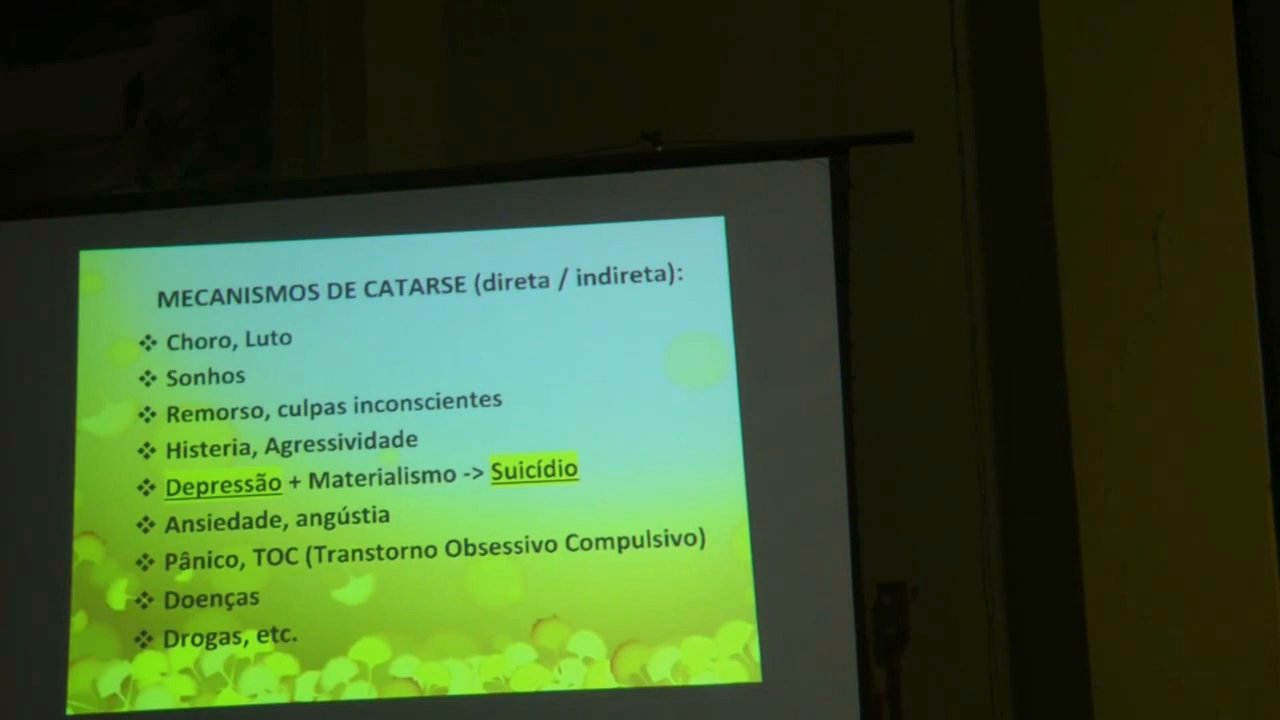 MECANISMOS DE CATARSE (direta / indireta):
❖ Choro, Luto
❖ Sonhos
❖ Remorso, culpas inconscientes
❖ Histeria, Agressividade
❖ Depressão + Materialismo -> Suicídio
❖ Ansiedade, angústia
❖ Pânico, TOC (Transtorno Obsessivo Compulsivo)
❖ Doenças
❖ Drogas, etc.